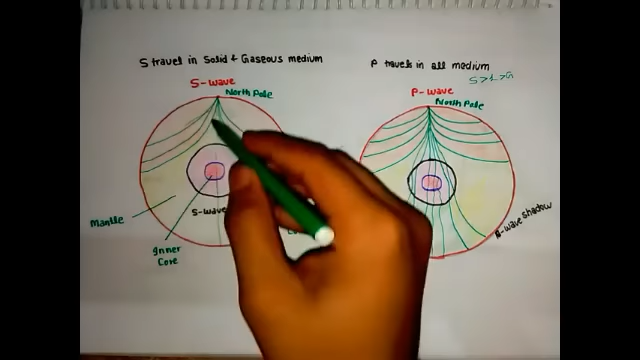 S travel in Solid & Gaseous medium
P travels in all medium
S>L>G
S-wave
North Pole
P-wave
North Pole
S-wave
Mantle
Inner
Core
P-wave shadow